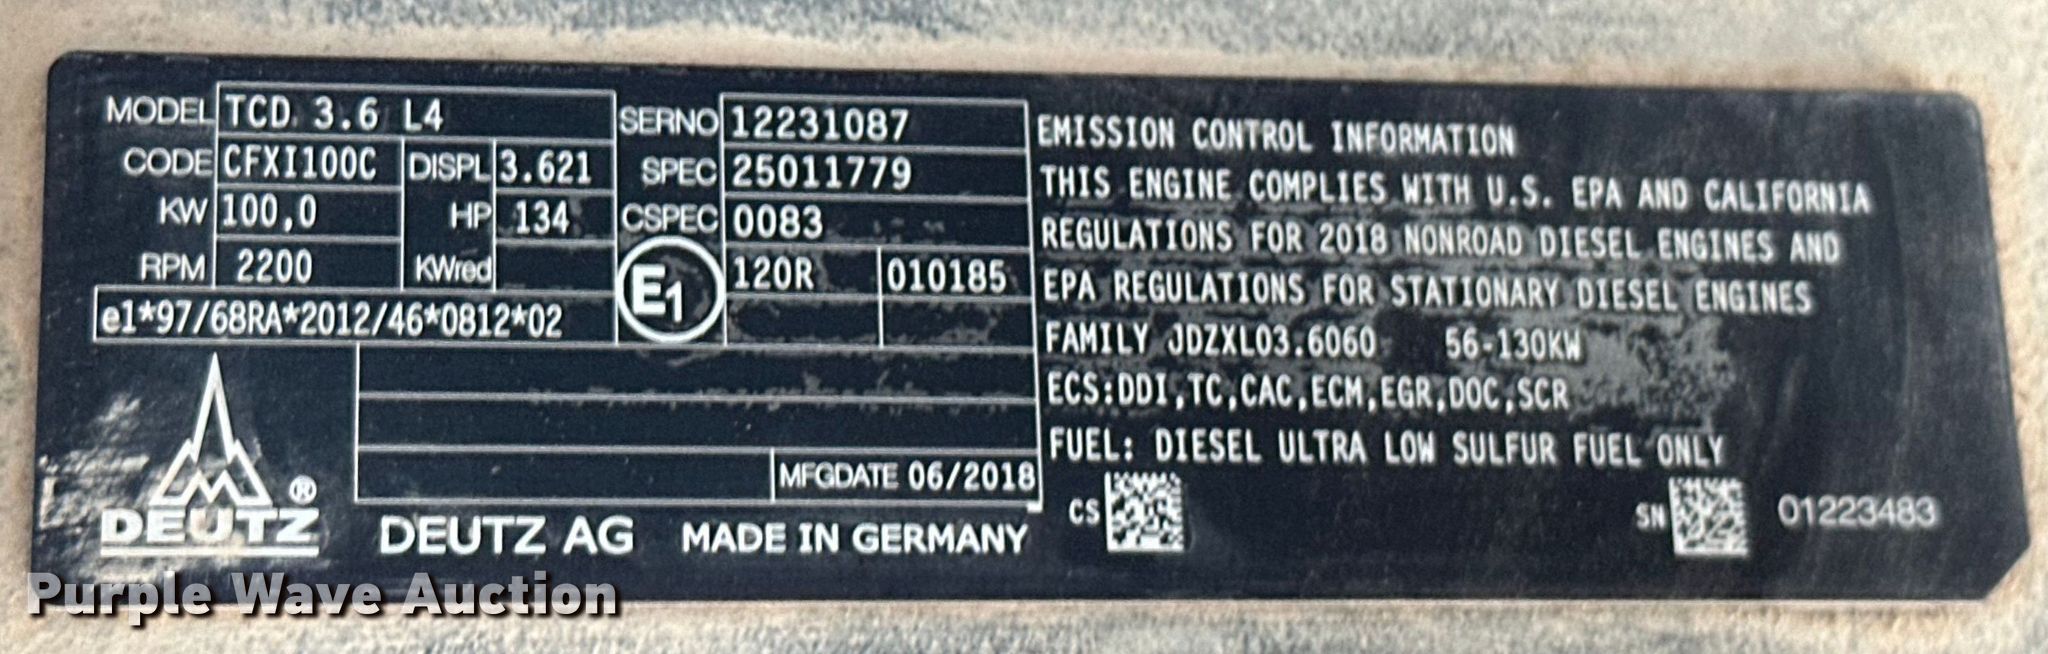 MODEL TCD 3.6 L4
CODE CFXI100C DISPL 3.621
KW 100,0 HP 134
RPM 2200 KWred
e1*97/68RA*2012/46*0812*02
SERNO 12231087
SPEC 25011779
CSPEC 0083
E1 120R 010185
MFGDATE 06/2018
DEUTZ ®
DEUTZ AG MADE IN GERMANY
EMISSION CONTROL INFORMATION
THIS ENGINE COMPLIES WITH U.S. EPA AND CALIFORNIA
REGULATIONS FOR 2018 NONROAD DIESEL ENGINES AND
EPA REGULATIONS FOR STATIONARY DIESEL ENGINES
FAMILY JDZXL03.6060 56-130KW
ECS:DDI,TC,CAC,ECM,EGR,DOC,SCR
FUEL: DIESEL ULTRA LOW SULFUR FUEL ONLY
CS SN 01223483
Purple Wave Auction